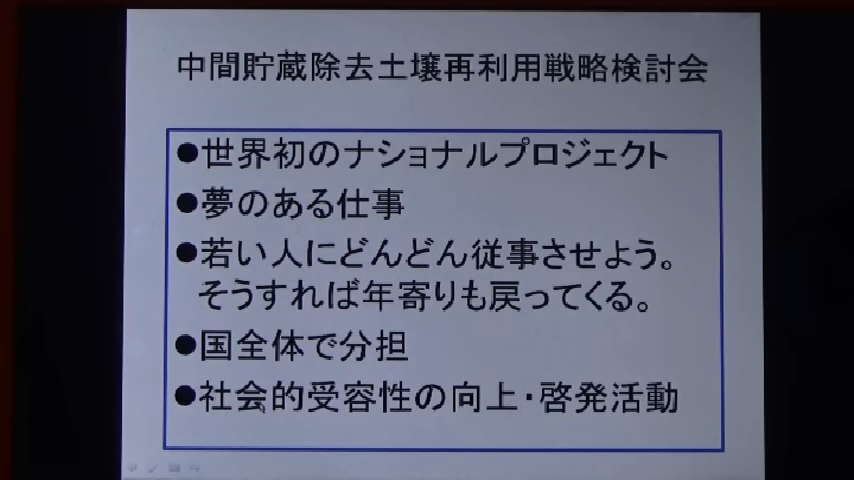 中間貯蔵除去土壌再利用戦略検討会
●世界初のナショナルプロジェクト
●夢のある仕事
●若い人にどんどん従事させよう。
そうすれば年寄りも戻ってくる。
●国全体で分担
●社会的受容性の向上・啓発活動